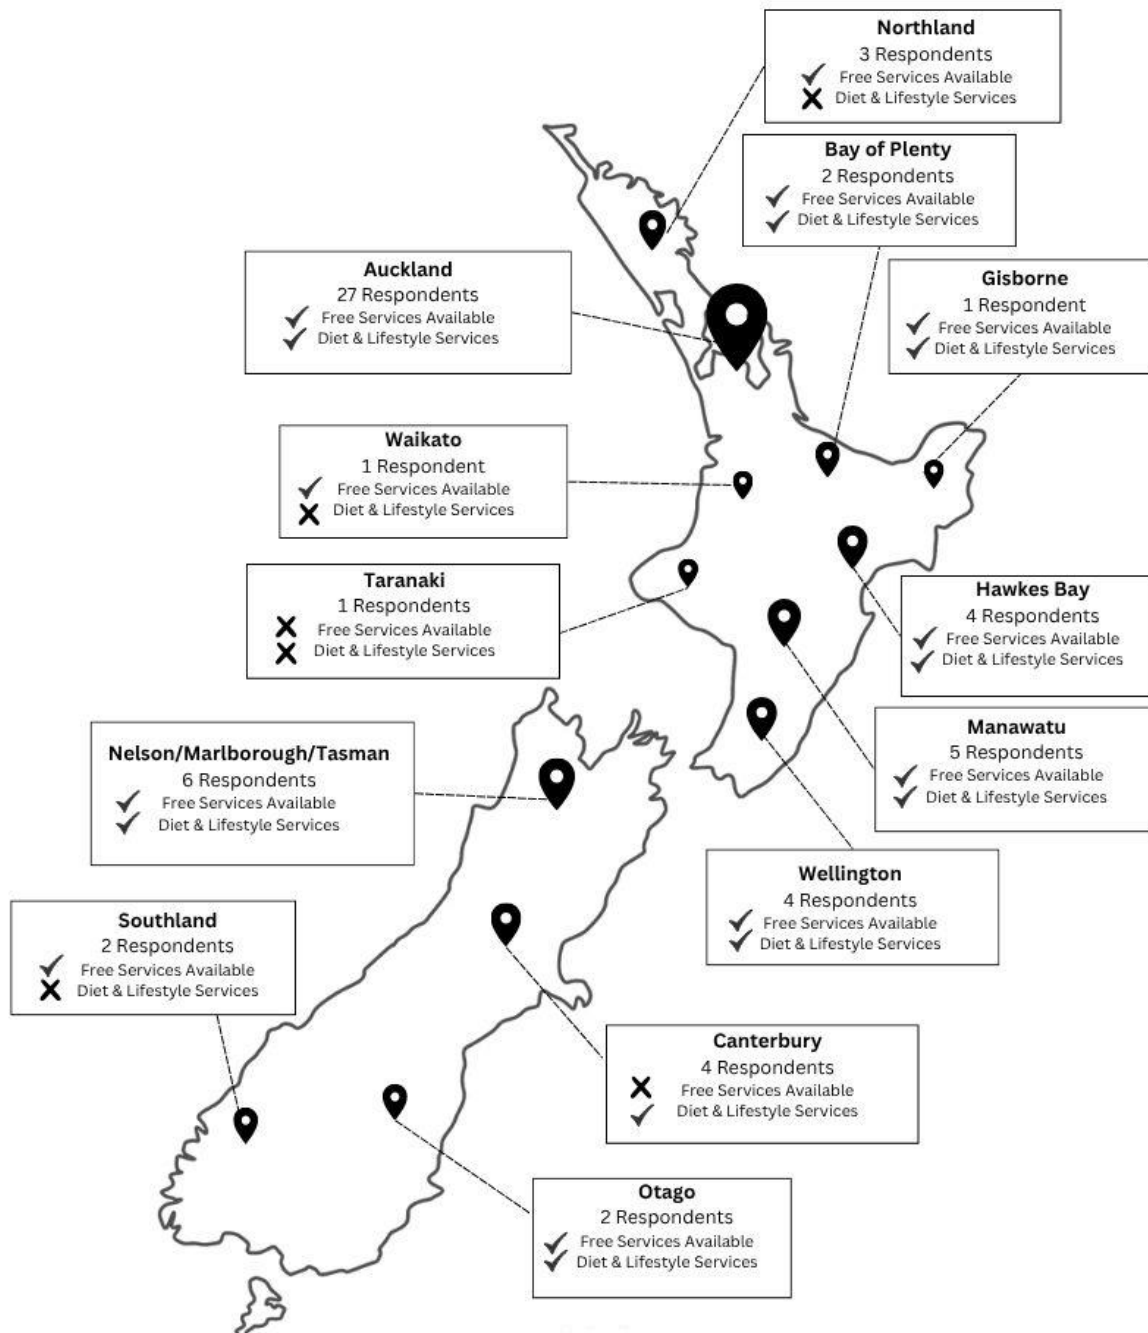 Northland
3 Respondents
Free Services Available
Diet & Lifestyle Services
Bay of Plenty
2 Respondents
Free Services Available
Diet & Lifestyle Services
Auckland
27 Respondents
Free Services Available
Diet & Lifestyle Services
Gisborne
1 Respondent
Free Services Available
Diet & Lifestyle Services
Waikato
1 Respondent
Free Services Available
Diet & Lifestyle Services
Taranaki
1 Respondents
Free Services Available
Diet & Lifestyle Services
Hawkes Bay
4 Respondents
Free Services Available
Diet & Lifestyle Services
Nelson/Marlborough/Tasman
6 Respondents
Free Services Available
Diet & Lifestyle Services
Manawatu
5 Respondents
Free Services Available
Diet & Lifestyle Services
Wellington
4 Respondents
Free Services Available
Diet & Lifestyle Services
Southland
2 Respondents
Free Services Available
Diet & Lifestyle Services
Canterbury
4 Respondents
Free Services Available
Diet & Lifestyle Services
Otago
2 Respondents
Free Services Available
Diet & Lifestyle Services